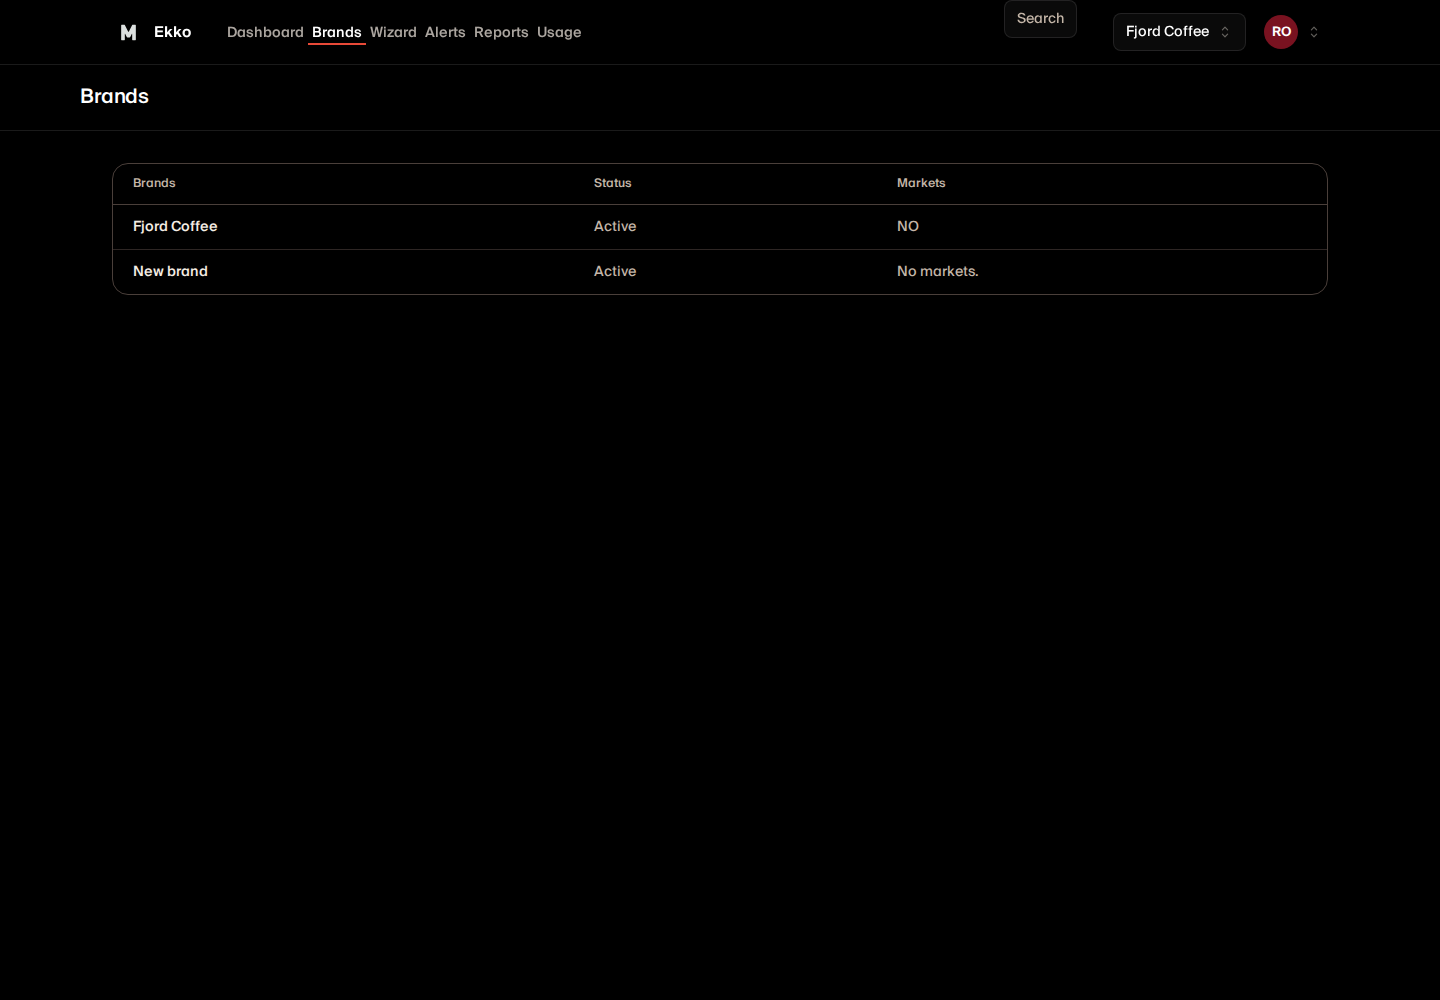 M Ekko Dashboard Brands Wizard Alerts Reports Usage Search Fjord Coffee RO
Brands
Brands Status Markets
Fjord Coffee Active NO
New brand Active No markets.